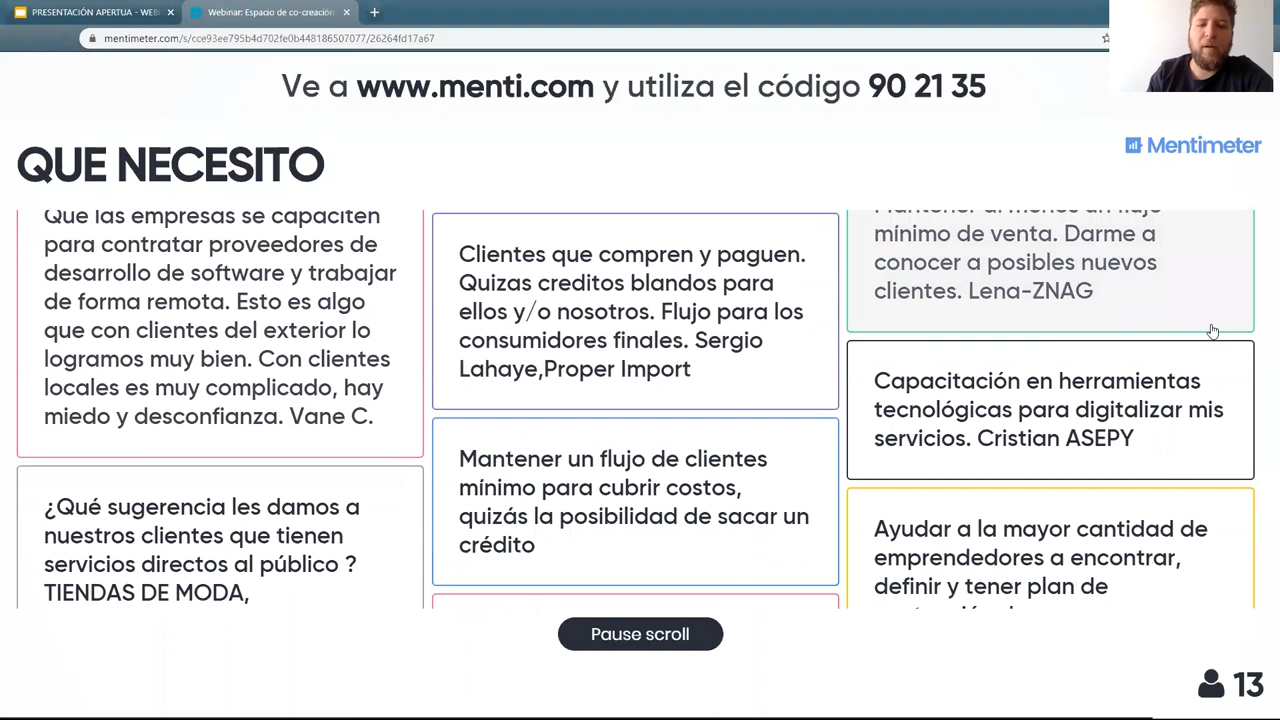 PRESENTACIÓN APERTUA - WEBI
Webinar: Espacio de co-creación
mentimeter.com/s/cce93ee795b4d702fe0b448186507077/26264fd17a67
Ve a www.menti.com y utiliza el código 90 21 35
Mentimeter
QUE NECESITO
Que las empresas se capaciten
para contratar proveedores de
desarrollo de software y trabajar
de forma remota. Esto es algo
que con clientes del exterior lo
logramos muy bien. Con clientes
locales es muy complicado, hay
miedo y desconfianza. Vane C.
¿Qué sugerencia les damos a
nuestros clientes que tienen
servicios directos al público ?
TIENDAS DE MODA,
Clientes que compren y paguen.
Quizas creditos blandos para
ellos y/o nosotros. Flujo para los
consumidores finales. Sergio
Lahaye,Proper Import
Mantener un flujo de clientes
mínimo para cubrir costos,
quizás la posibilidad de sacar un
crédito
Mantener al menos un flujo
mínimo de venta. Darme a
conocer a posibles nuevos
clientes. Lena-ZNAG
Capacitación en herramientas
tecnológicas para digitalizar mis
servicios. Cristian ASEPY
Ayudar a la mayor cantidad de
emprendedores a encontrar,
definir y tener plan de
Pause scroll
13